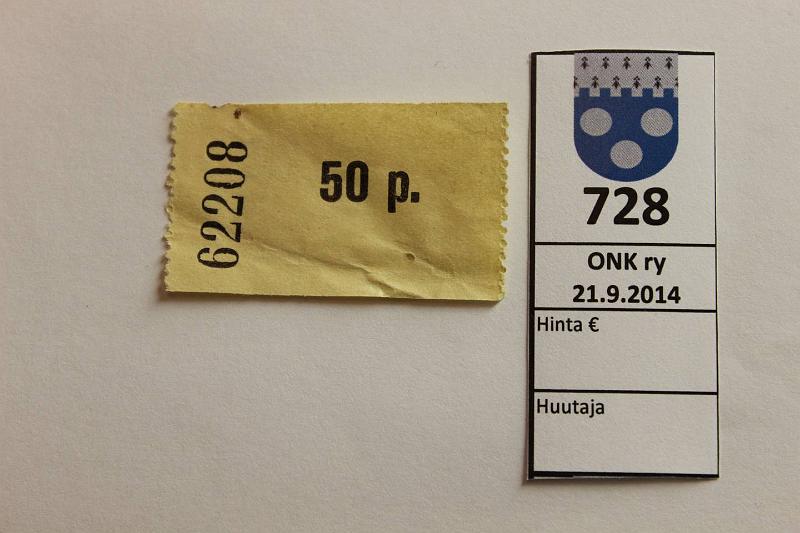 62208
50 p.
728
ONK ry
21.9.2014
Hinta €
Huutaja